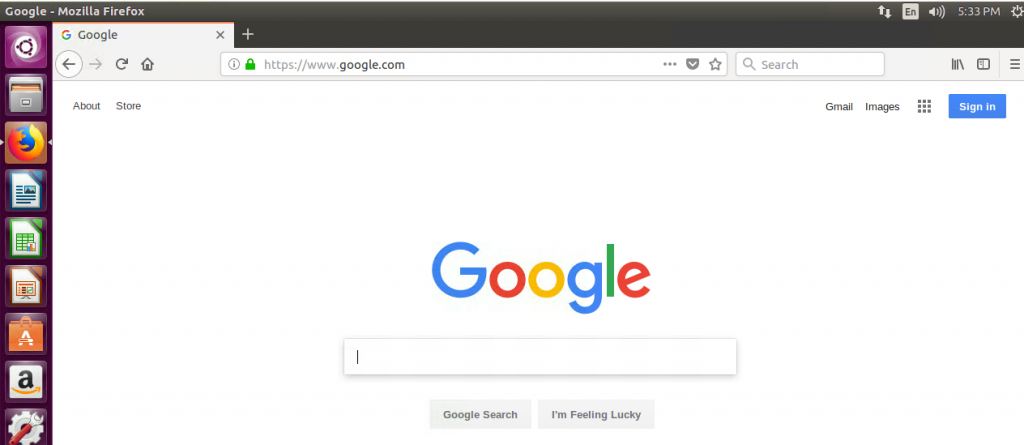 Google - Mozilla Firefox
En
5:33 PM
Google
https://www.google.com
Search
About Store
Gmail Images Sign in
Google
Google Search I'm Feeling Lucky